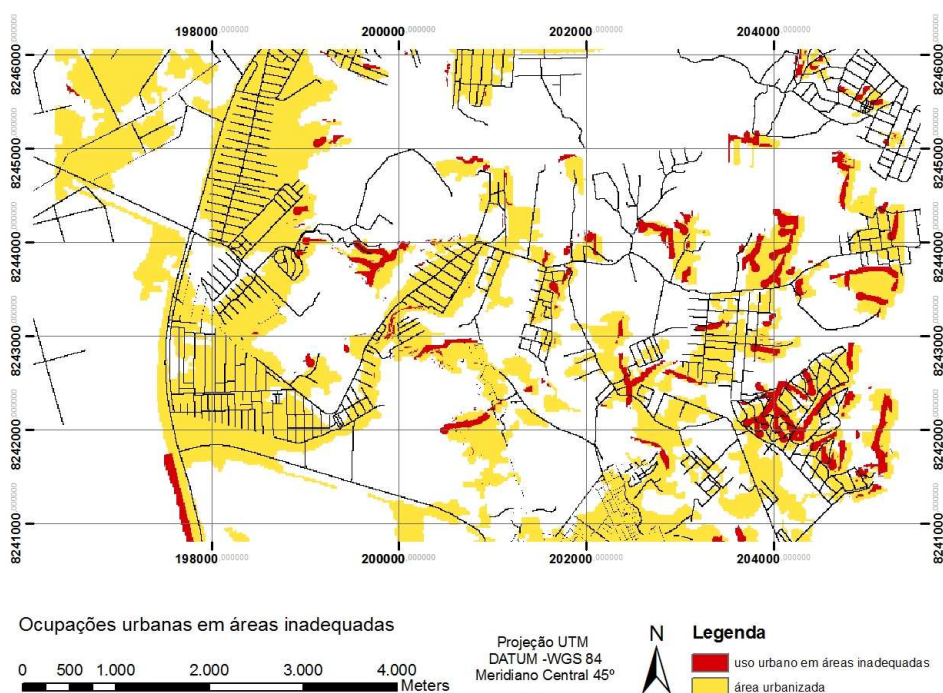 198000,000000 200000,000000 202000,000000 204000,000000
8246000,000000 8246000,000000
8245000,000000 8245000,000000
8244000,000000 8244000,000000
8243000,000000 8243000,000000
8242000,000000 8242000,000000
8241000,000000 8241000,000000
198000,000000 200000,000000 202000,000000 204000,000000
Ocupações urbanas em áreas inadequadas
0 500 1.000 2.000 3.000 4.000
Meters
Projeção UTM
DATUM -WGS 84
Meridiano Central 45º
N
Legenda
uso urbano em áreas inadequadas
área urbanizada